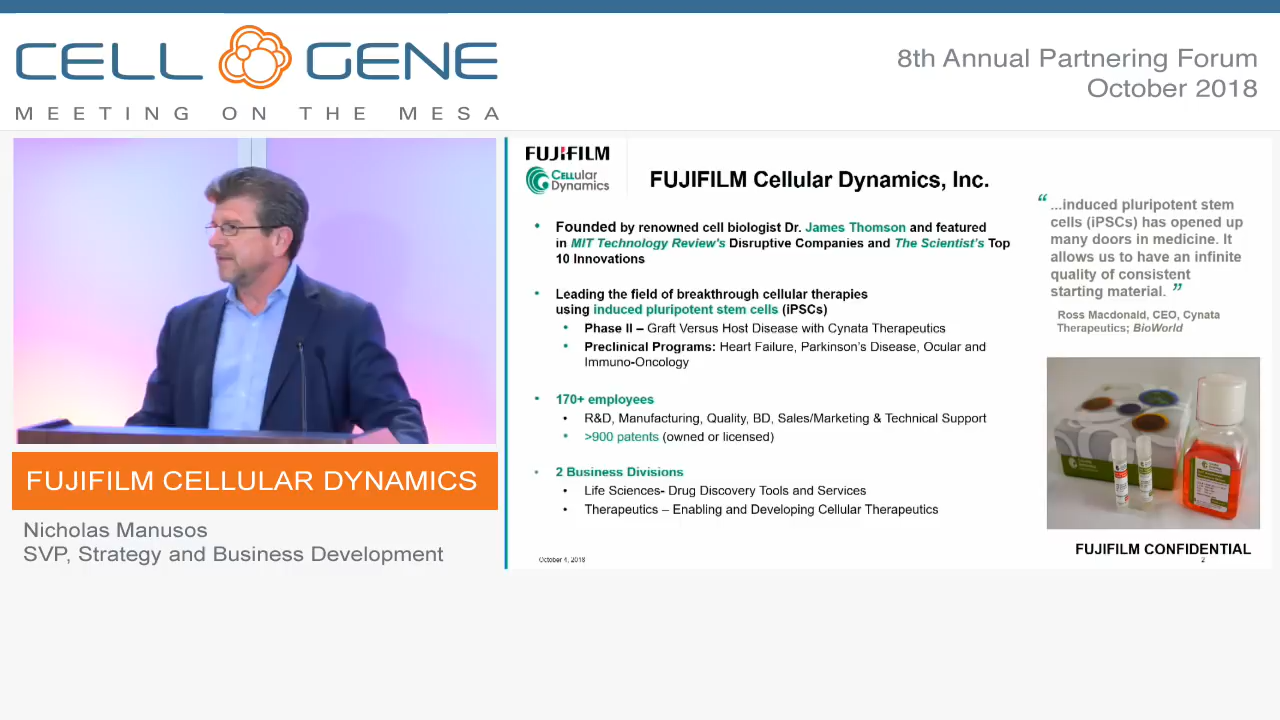 CELL GENE
MEETING ON THE MESA
8th Annual Partnering Forum
October 2018
FUJIFILM CELLULAR DYNAMICS
Nicholas Manusos
SVP, Strategy and Business Development
FUJIFILM
Cellular
Dynamics
FUJIFILM Cellular Dynamics, Inc.
• Founded by renowned cell biologist Dr. James Thomson and featured
in MIT Technology Review's Disruptive Companies and The Scientist's Top
10 Innovations
• Leading the field of breakthrough cellular therapies
using induced pluripotent stem cells (iPSCs)
• Phase II – Graft Versus Host Disease with Cynata Therapeutics
• Preclinical Programs: Heart Failure, Parkinson's Disease, Ocular and
Immuno-Oncology
• 170+ employees
• R&D, Manufacturing, Quality, BD, Sales/Marketing & Technical Support
• >900 patents (owned or licensed)
• 2 Business Divisions
• Life Sciences- Drug Discovery Tools and Services
• Therapeutics – Enabling and Developing Cellular Therapeutics
October 4, 2018
“ ...induced pluripotent stem
cells (iPSCs) has opened up
many doors in medicine. It
allows us to have an infinite
quality of consistent
starting material. ”
Ross Macdonald, CEO, Cynata
Therapeutics; BioWorld
FUJIFILM CONFIDENTIAL
2